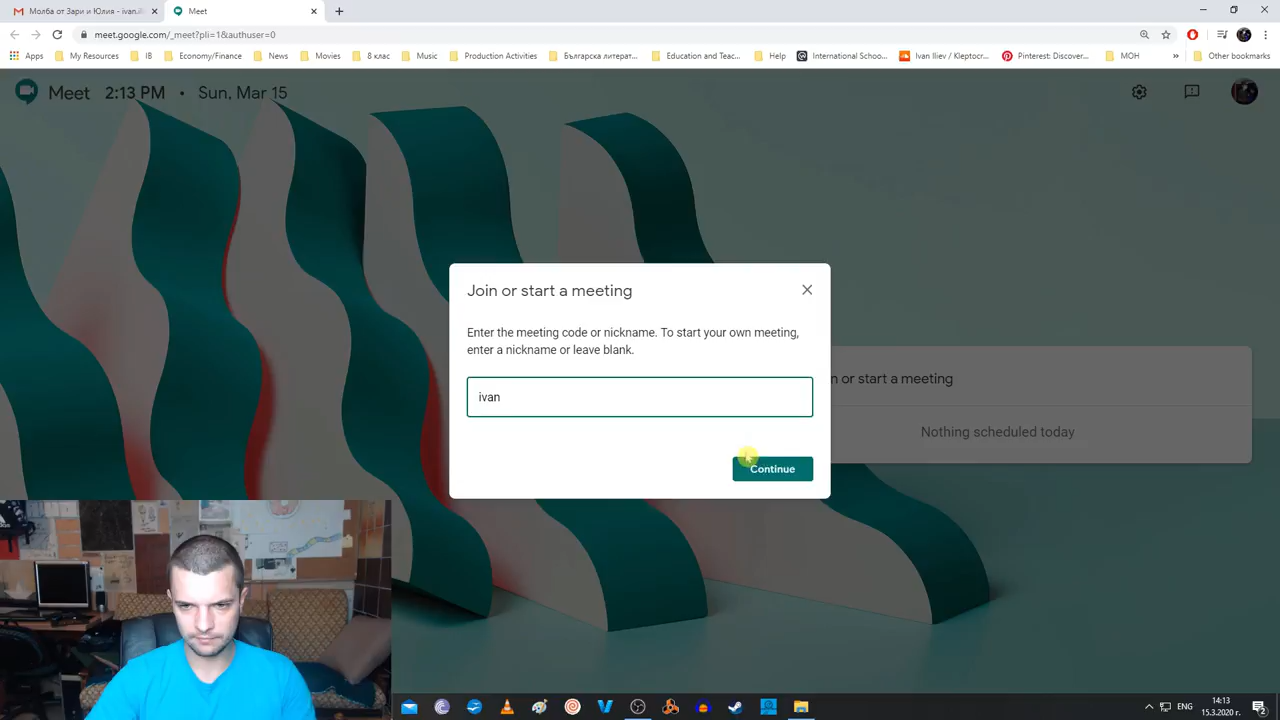 Молба от Зари и Юлия - ivan.il
Meet
meet.google.com/_meet?pli=1&authuser=0
Apps My Resources IB Economy/Finance News Movies 8 клас Music Production Activities Българска литерат... Education and Teac... Help International Schoo... Ivan Iliev / Kleptocr... Pinterest: Discover... МОН » Other bookmarks
Meet 2:13 PM • Sun, Mar 15
Join or start a meeting
Enter the meeting code or nickname. To start your own meeting,
enter a nickname or leave blank.
ivan
Continue
n or start a meeting
Nothing scheduled today
ENG
14:13
15.3.2020 г.
2